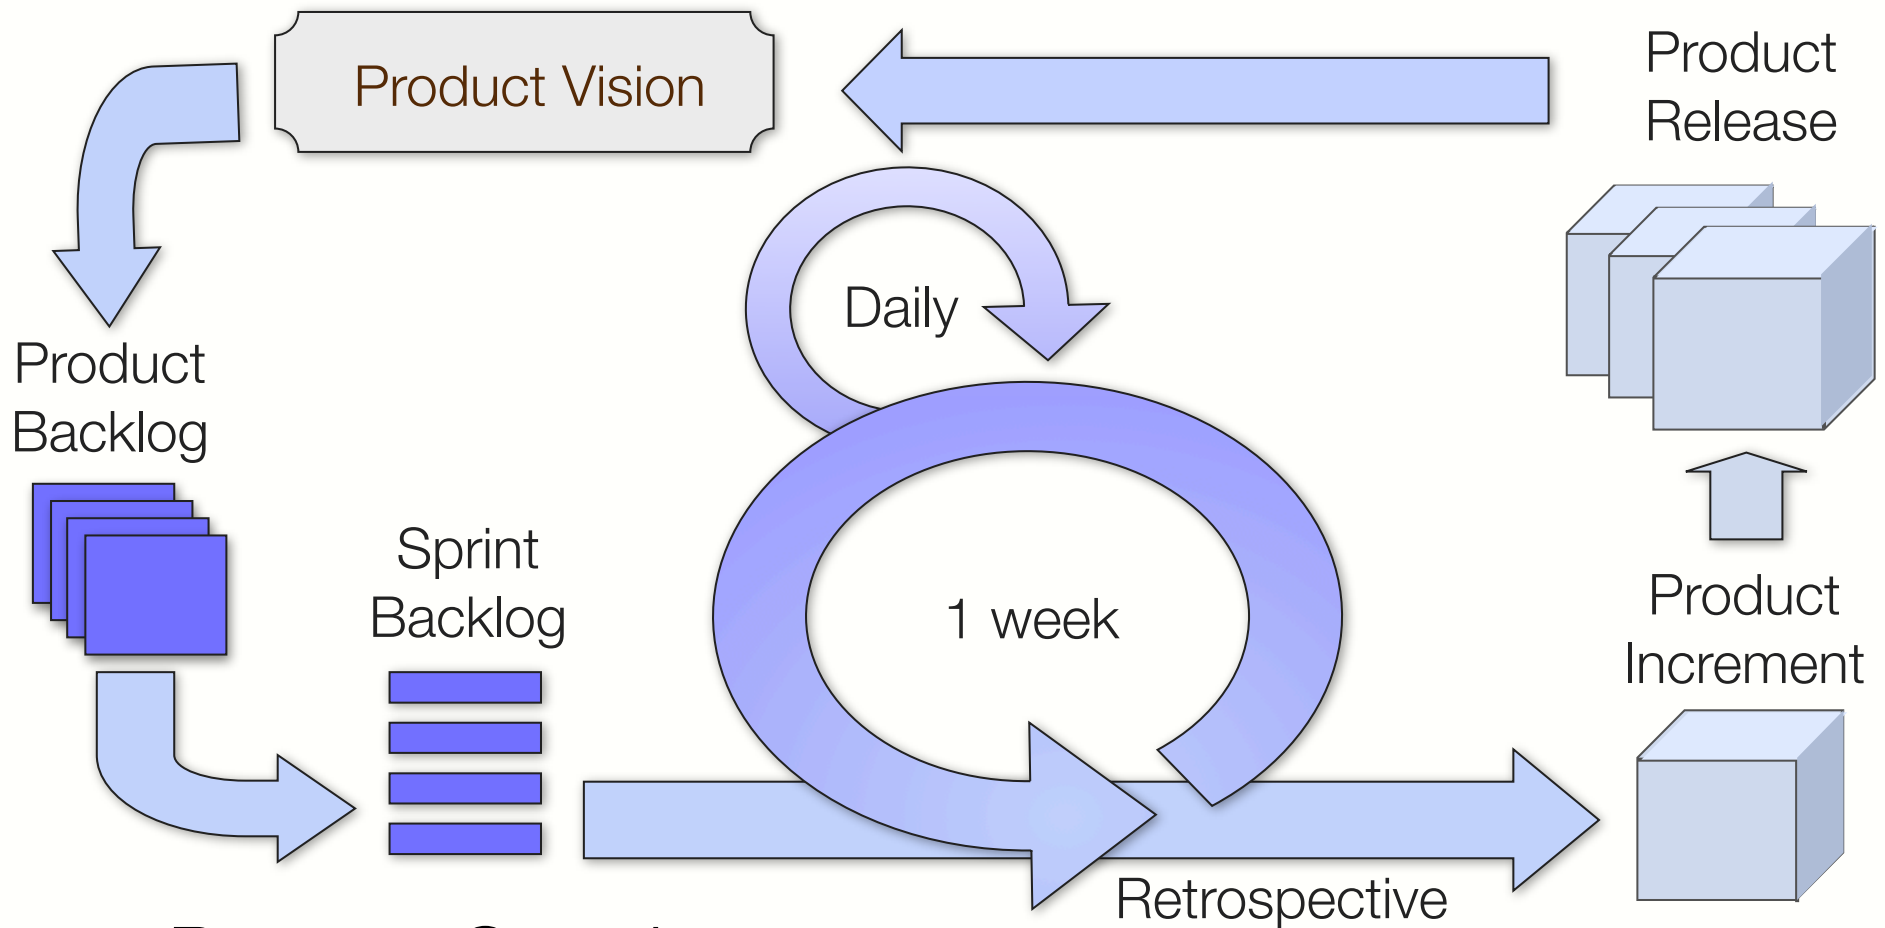 Product Vision
Product
Release
Daily
Product
Backlog
Sprint
Backlog
1 week
Product
Increment
Retrospective